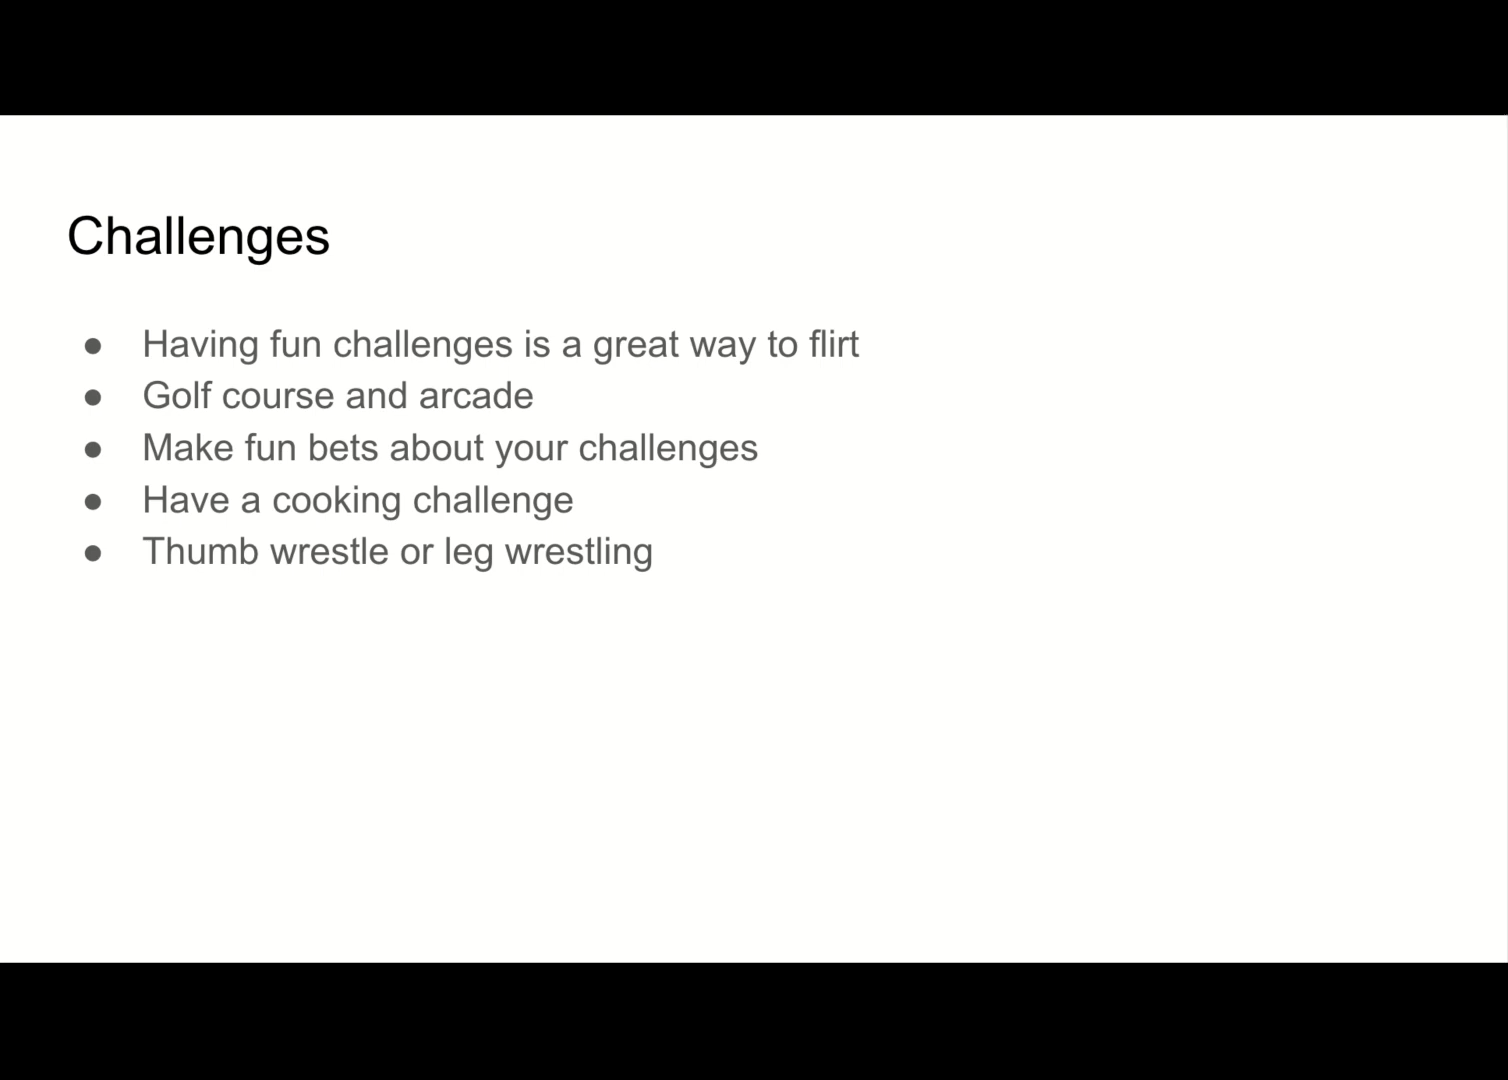 Challenges
● Having fun challenges is a great way to flirt
● Golf course and arcade
● Make fun bets about your challenges
● Have a cooking challenge
● Thumb wrestle or leg wrestling